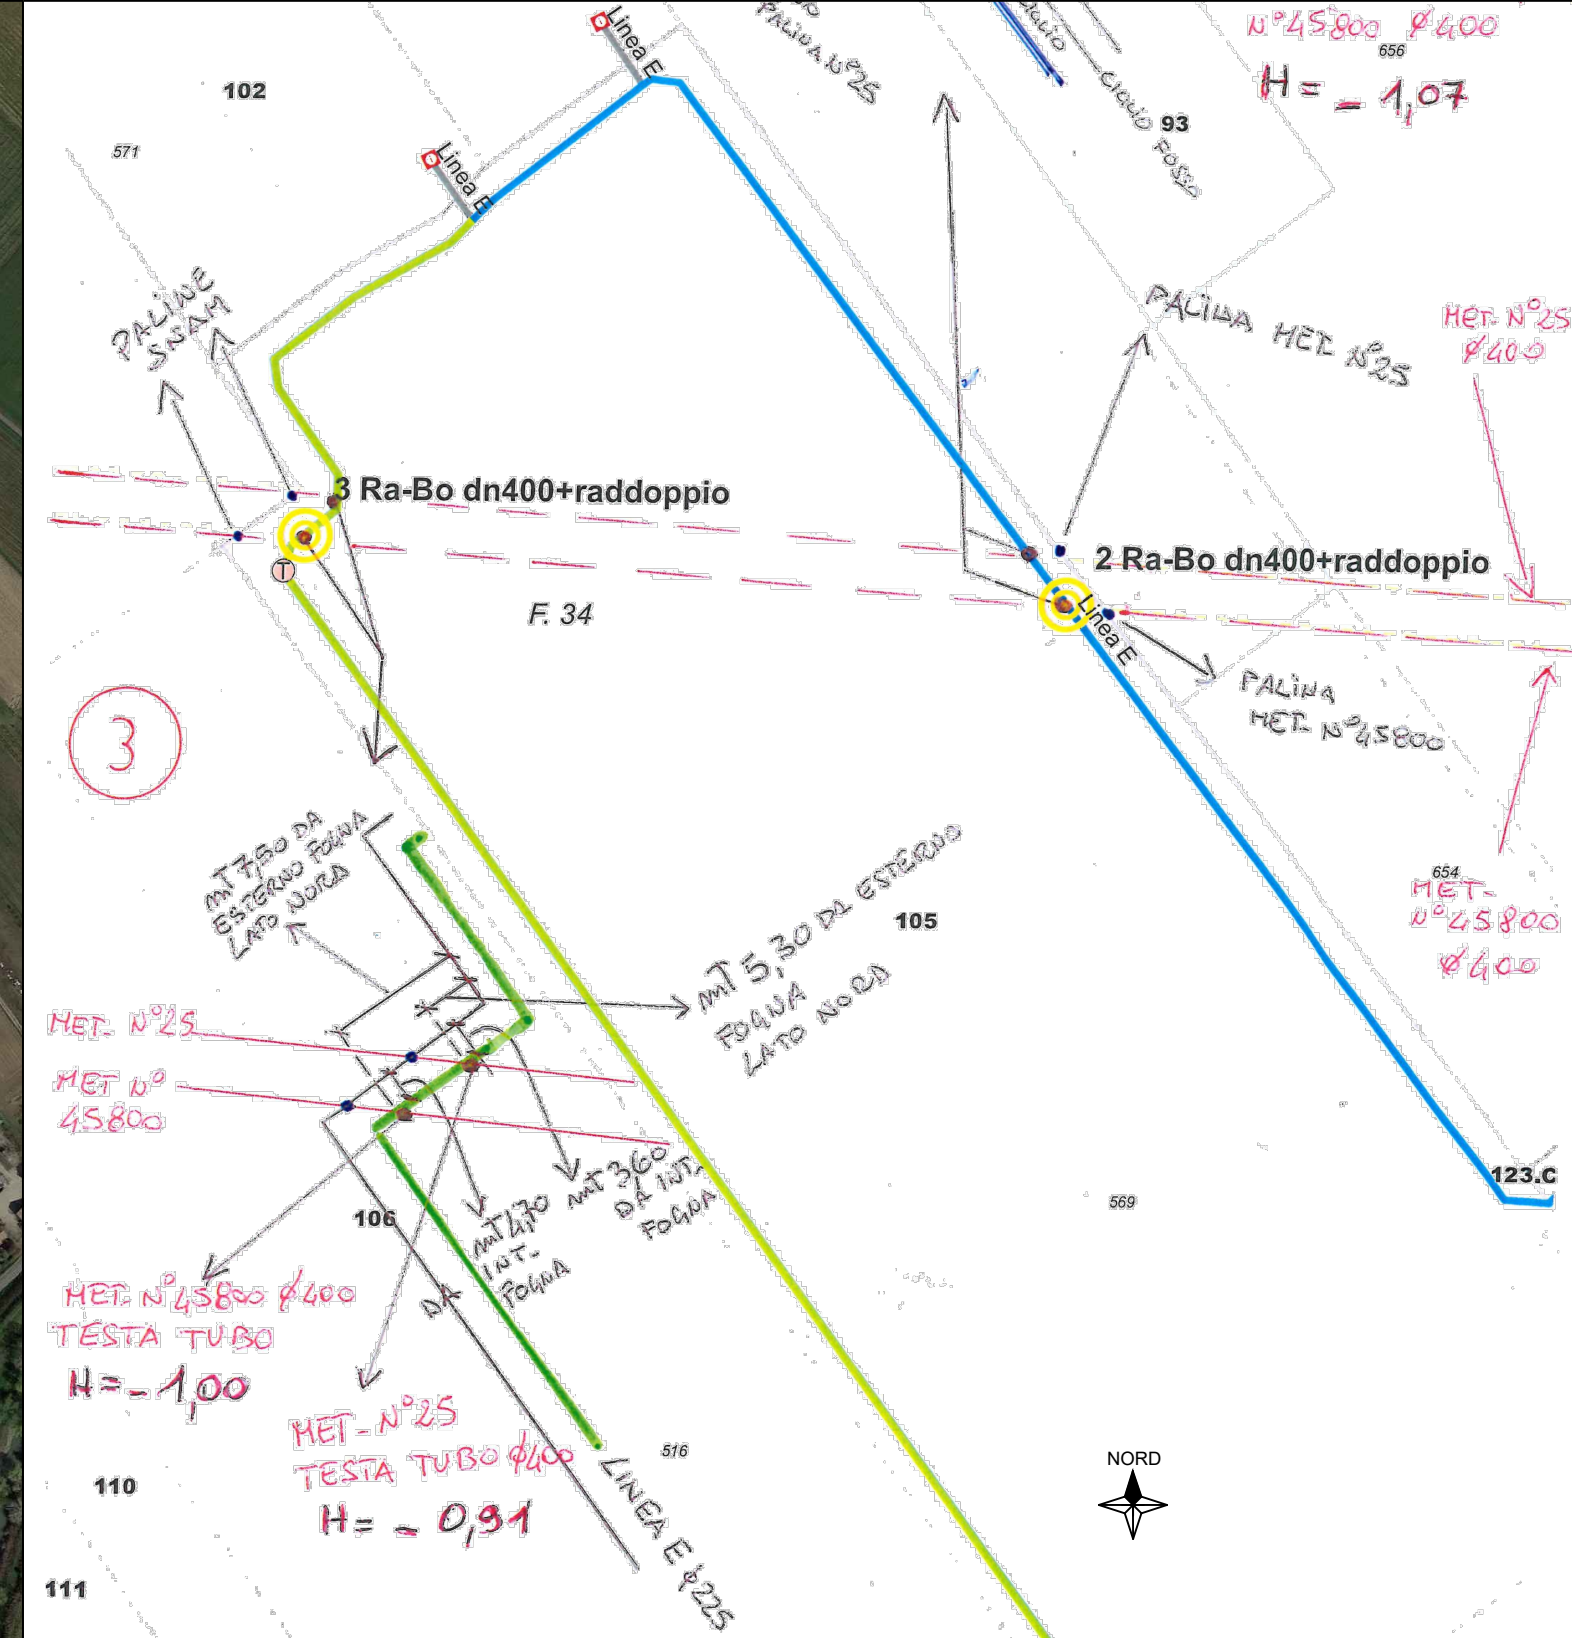 N°45800 ø400
656
H = - 1,07
Linea E
PALINA N°25
CIGLIO
CIGLIO FOSSO
102
93
571
Linea E
PALINE
SNAM
PALINA MET. N°25
MET. N°25
ø400
3 Ra-Bo dn400+raddoppio
2 Ra-Bo dn400+raddoppio
T
F. 34
Linea E
PALINA
MET. N°45800
3
mT 7,50 DA
ESTERNO FOGNA
LATO NORD
mT 5,30 DA ESTERNO
FOGNA
LATO NORD
105
654
MET-
N°45800
ø400
MET- N°25
MET N°
45800
123.C
569
106
mT 4,70
INT-
FOGNA
mT 3,60
DA INT-
FOGNA
MET- N°45800 ø400
TESTA TUBO
H=-1,00
MET- N°25
TESTA TUBO ø400
H= - 0,91
516
NORD
110
LINEA E ø225
111